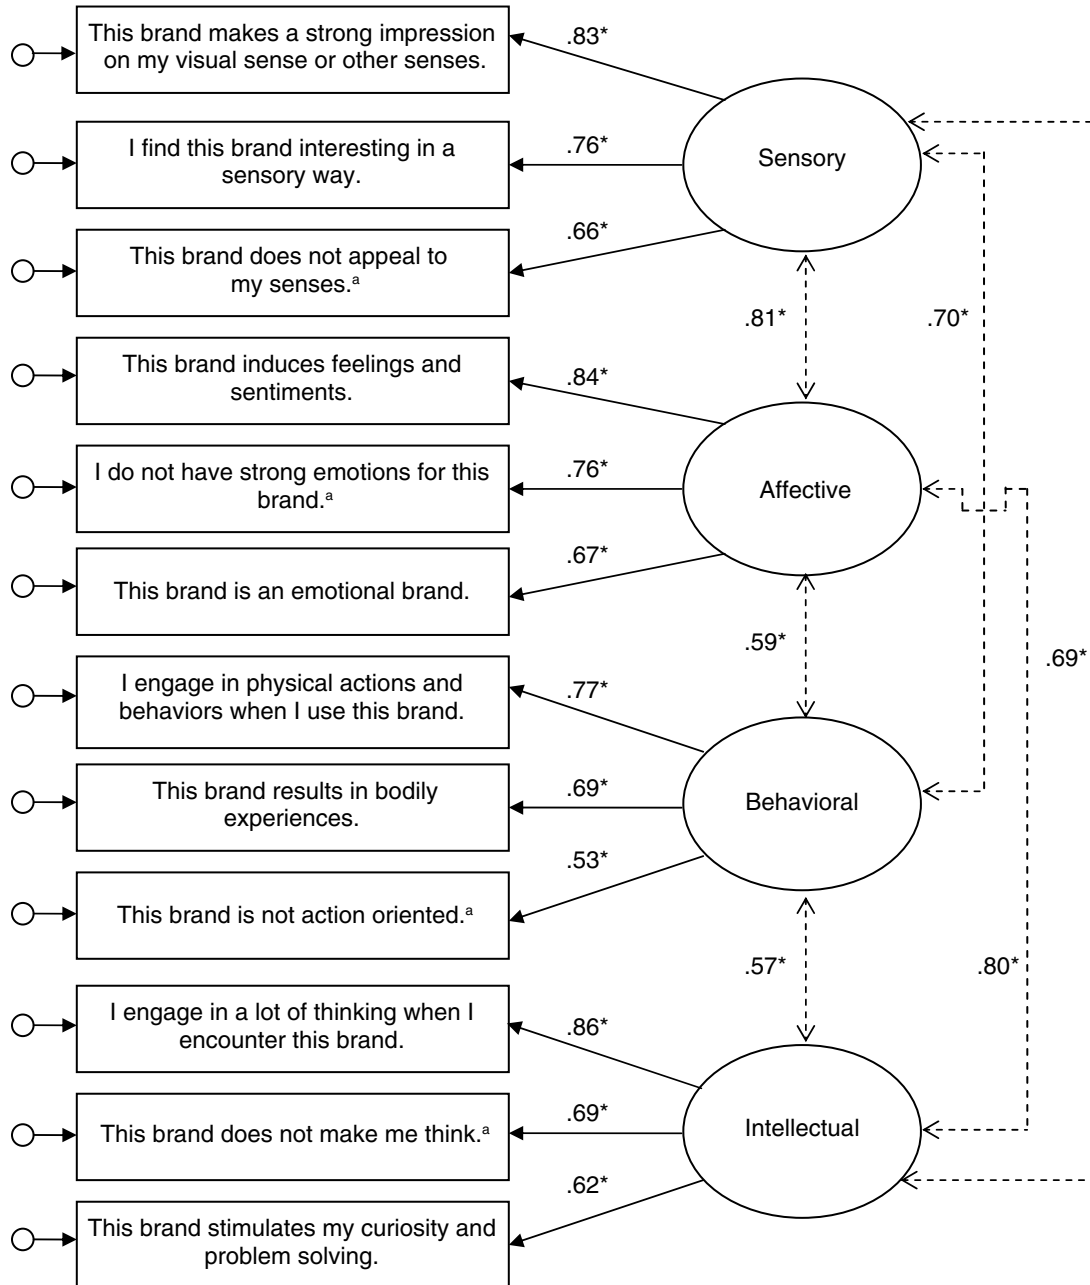 This brand makes a strong impression
on my visual sense or other senses.
.83*
I find this brand interesting in a
sensory way.
.76*
Sensory
This brand does not appeal to
my senses.ᵃ
.66*
.81*
.70*
This brand induces feelings and
sentiments.
.84*
I do not have strong emotions for this
brand.ᵃ
.76*
Affective
This brand is an emotional brand.
.67*
.59*
.69*
I engage in physical actions and
behaviors when I use this brand.
.77*
This brand results in bodily
experiences.
.69*
Behavioral
This brand is not action oriented.ᵃ
.53*
.57*
.80*
I engage in a lot of thinking when I
encounter this brand.
.86*
This brand does not make me think.ᵃ
.69*
Intellectual
This brand stimulates my curiosity and
problem solving.
.62*